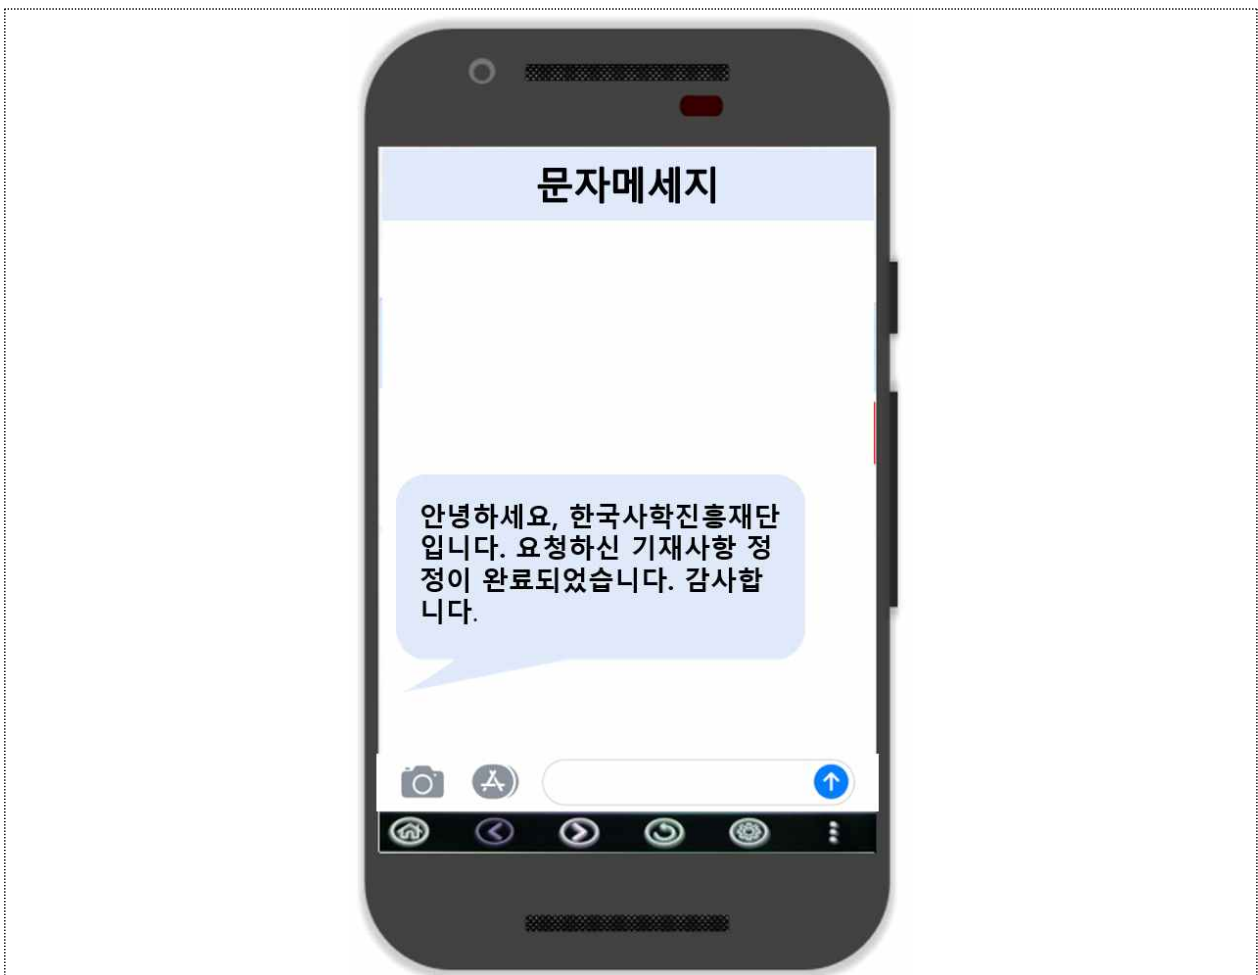 문자메세지
안녕하세요, 한국사학진흥재단
입니다. 요청하신 기재사항 정
정이 완료되었습니다. 감사합
니다.